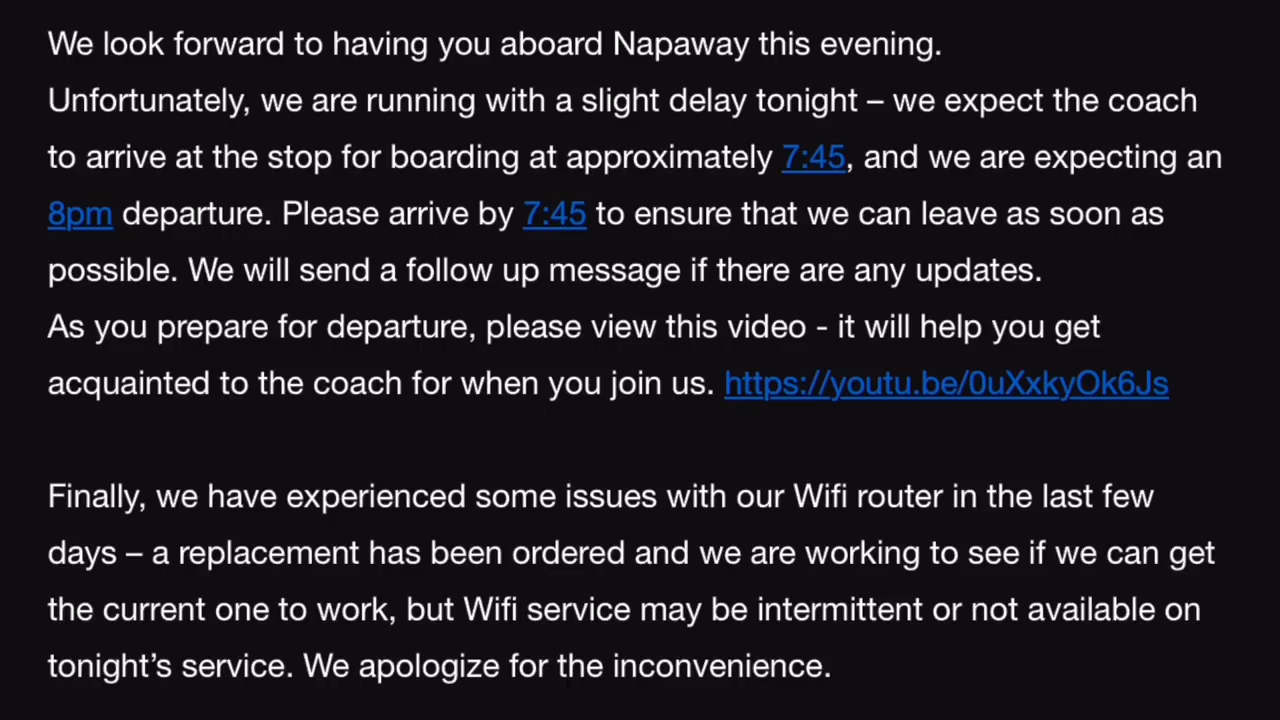 We look forward to having you aboard Napaway this evening.
Unfortunately, we are running with a slight delay tonight – we expect the coach
to arrive at the stop for boarding at approximately 7:45, and we are expecting an
8pm departure. Please arrive by 7:45 to ensure that we can leave as soon as
possible. We will send a follow up message if there are any updates.
As you prepare for departure, please view this video - it will help you get
acquainted to the coach for when you join us. https://youtu.be/0uXxkyOk6Js
Finally, we have experienced some issues with our Wifi router in the last few
days – a replacement has been ordered and we are working to see if we can get
the current one to work, but Wifi service may be intermittent or not available on
tonight’s service. We apologize for the inconvenience.